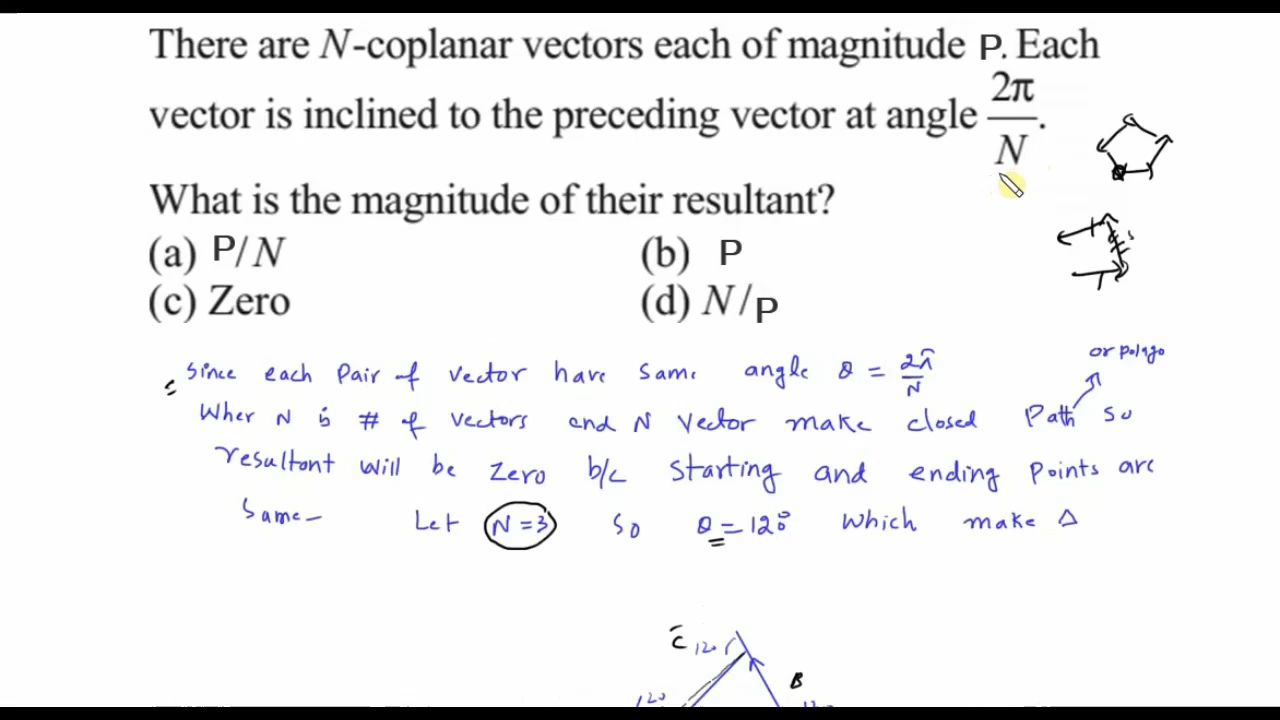 There are N-coplanar vectors each of magnitude P. Each
vector is inclined to the preceding vector at angle 2π/N.
What is the magnitude of their resultant?
(a) P/N (b) P
(c) Zero (d) N/P
or polygo
Since each Pair of vector have same angle θ = 2π/N
Wher N is # of vectors and N vector make closed Path so
resultont will be zero b/c starting and ending Points are
same- Let N=3 so θ=120° which make Δ
C 120
B
120